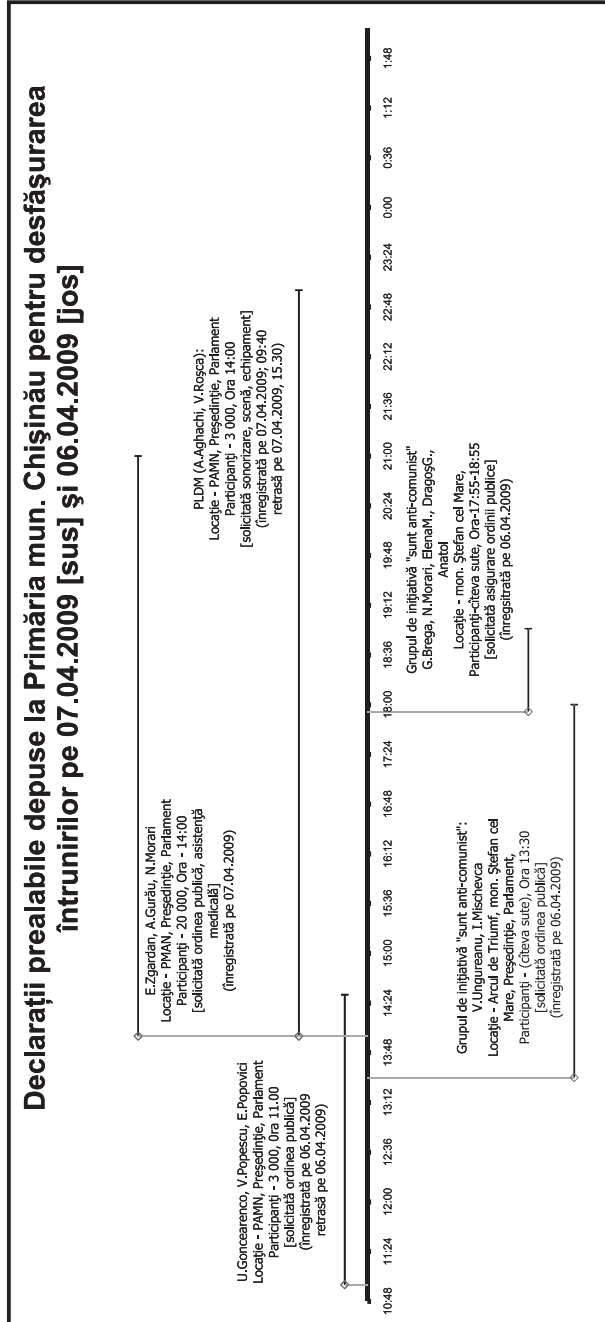 Declarații prealabile depuse la Primăria mun. Chișinău pentru desfășurarea
întrunirilor pe 07.04.2009 [sus] și 06.04.2009 [jos]
E.Zgardan, A.Gurău, N.Morari
Locație - PMAN, Președinție, Parlament
Participanți - 20 000, Ora - 14:00
[solicitată ordinea publică, asistență
medicală]
(înregistrată pe 07.04.2009)
PLDM (A.Aghachi, V.Roșca):
Locație - PAMN, Președinție, Parlament
Participanți - 3 000, Ora 14:00
[solicitată sonorizare, scenă, echipament]
(înregistrată pe 07.04.2009; 09:40
retrasă pe 07.04.2009, 15.30)
U.Goncearenco, V.Popescu, E.Popovici
Locație - PAMN, Președinție, Parlament
Participanți - 3 000, 0ra 11.00
[solicitată ordinea publică]
(înregistrată pe 06.04.2009
retrasă pe 06.04.2009)
10:48 11:24 12:00 12:36 13:12 13:48 14:24 15:00 15:36 16:12 16:48 17:24 18:00 18:36 19:12 19:48 20:24 21:00 21:36 22:12 22:48 23:24 0:00 0:36 1:12 1:48
Grupul de inițiativă "sunt anti-comunist"
G.Brega, N.Morari, ElenaM., DragoșG.,
Anatol
Locație - mon. Ștefan cel Mare,
Participanți-cîteva sute, Ora-17:55-18:55
[solicitată asigurare ordinii publice]
(înregsitrată pe 06.04.2009)
Grupul de inițiativă "sunt anti-comunist":
V.Ungureanu, I.Mischevca
Locație - Arcul de Triumf, mon. Ștefan cel
Mare, Președinție, Parlament,
Participanți - (cîteva sute), Ora 13:30
[solicitată ordinea publică]
(înregistrată pe 06.04.2009)